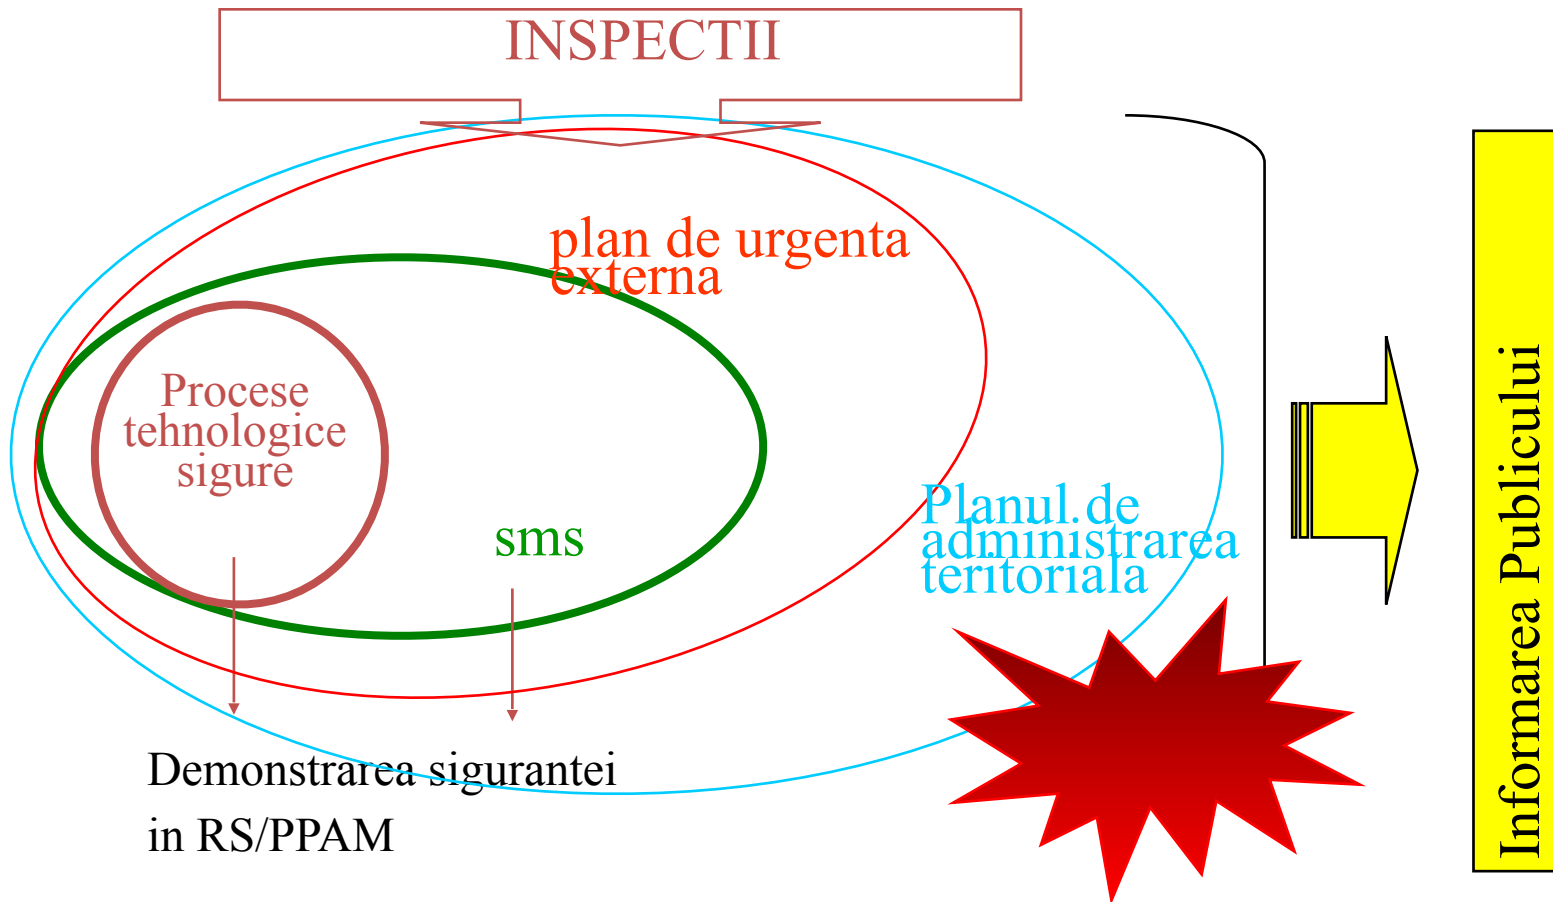 INSPECTII
plan de urgenta
externa
Procese
tehnologice
sigure
sms
Planul de
administrarea
teritoriala
Demonstrarea sigurantei
in RS/PPAM
Informarea Publicului